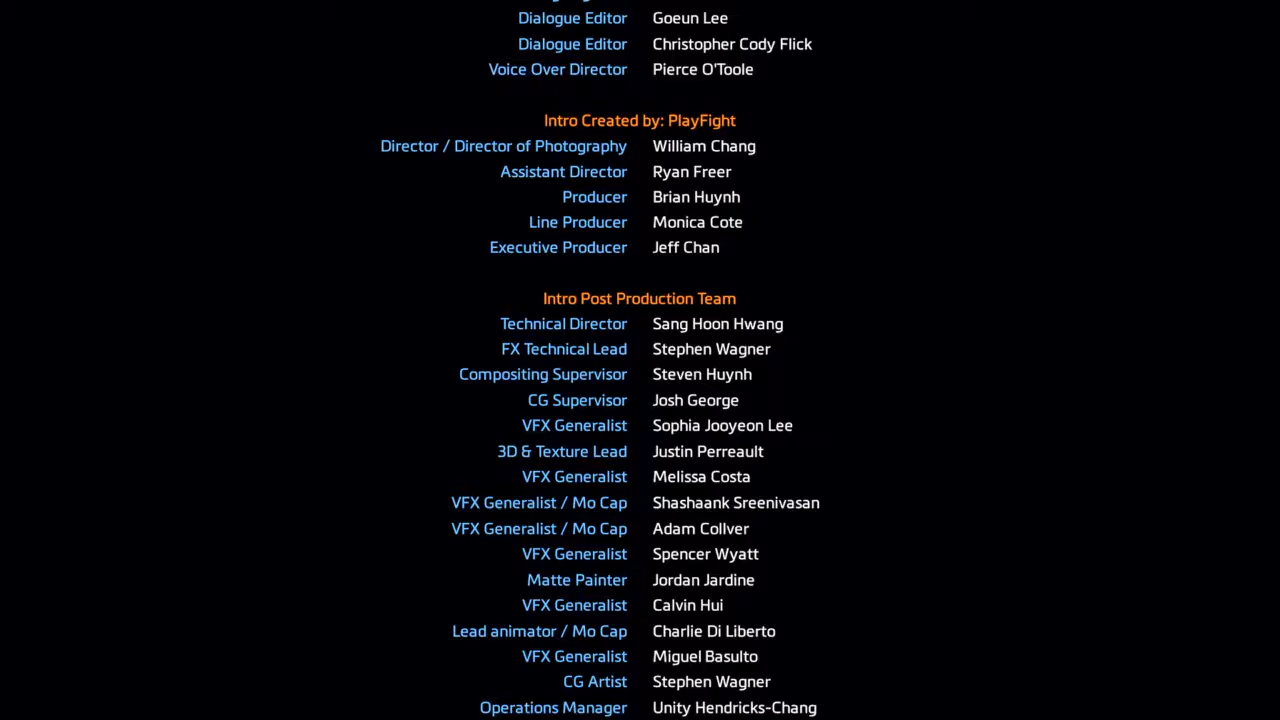 Dialogue Editor Goeun Lee
Dialogue Editor Christopher Cody Flick
Voice Over Director Pierce O'Toole
Intro Created by: PlayFight
Director / Director of Photography William Chang
Assistant Director Ryan Freer
Producer Brian Huynh
Line Producer Monica Cote
Executive Producer Jeff Chan
Intro Post Production Team
Technical Director Sang Hoon Hwang
FX Technical Lead Stephen Wagner
Compositing Supervisor Steven Huynh
CG Supervisor Josh George
VFX Generalist Sophia Jooyeon Lee
3D & Texture Lead Justin Perreault
VFX Generalist Melissa Costa
VFX Generalist / Mo Cap Shashaank Sreenivasan
VFX Generalist / Mo Cap Adam Collver
VFX Generalist Spencer Wyatt
Matte Painter Jordan Jardine
VFX Generalist Calvin Hui
Lead animator / Mo Cap Charlie Di Liberto
VFX Generalist Miguel Basulto
CG Artist Stephen Wagner
Operations Manager Unity Hendricks-Chang